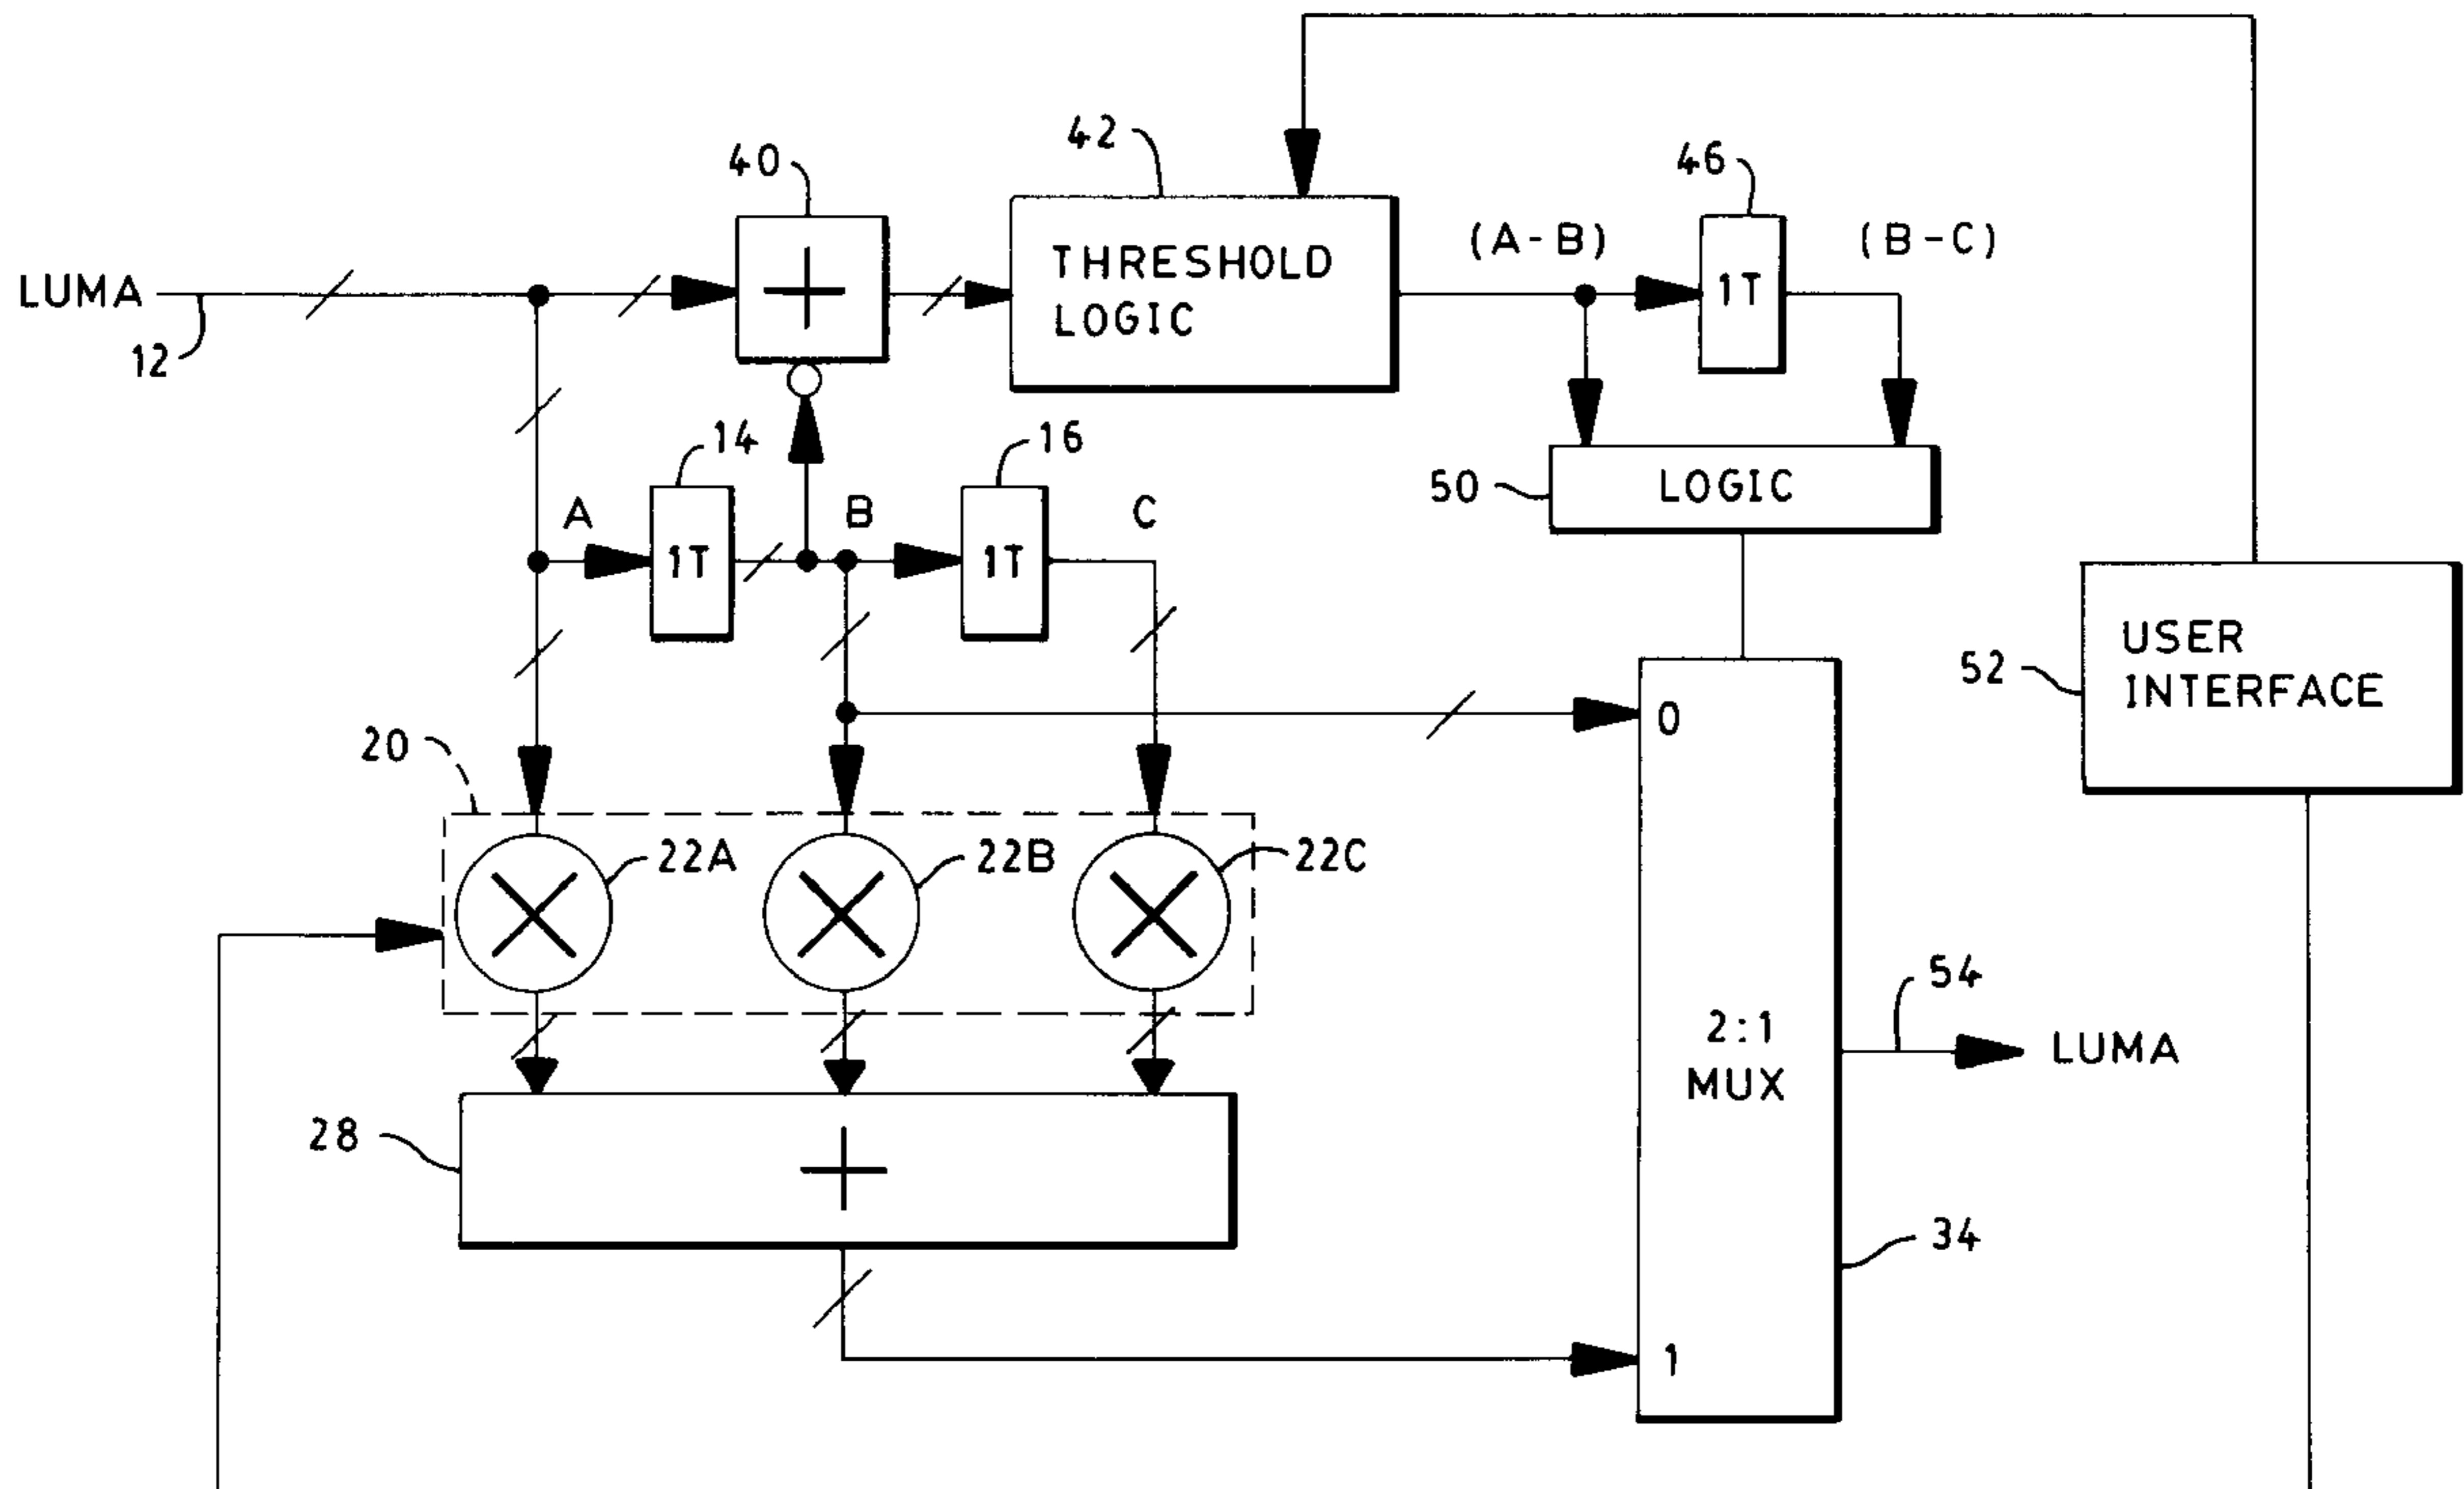 42
46
40
THRESHOLD
LOGIC
(A-B)
(B-C)
1T
LUMA
12
14
16
A
B
C
1T
1T
50
LOGIC
52
USER
INTERFACE
0
20
22A
22B
22C
54
2:1
MUX
LUMA
28
34
1